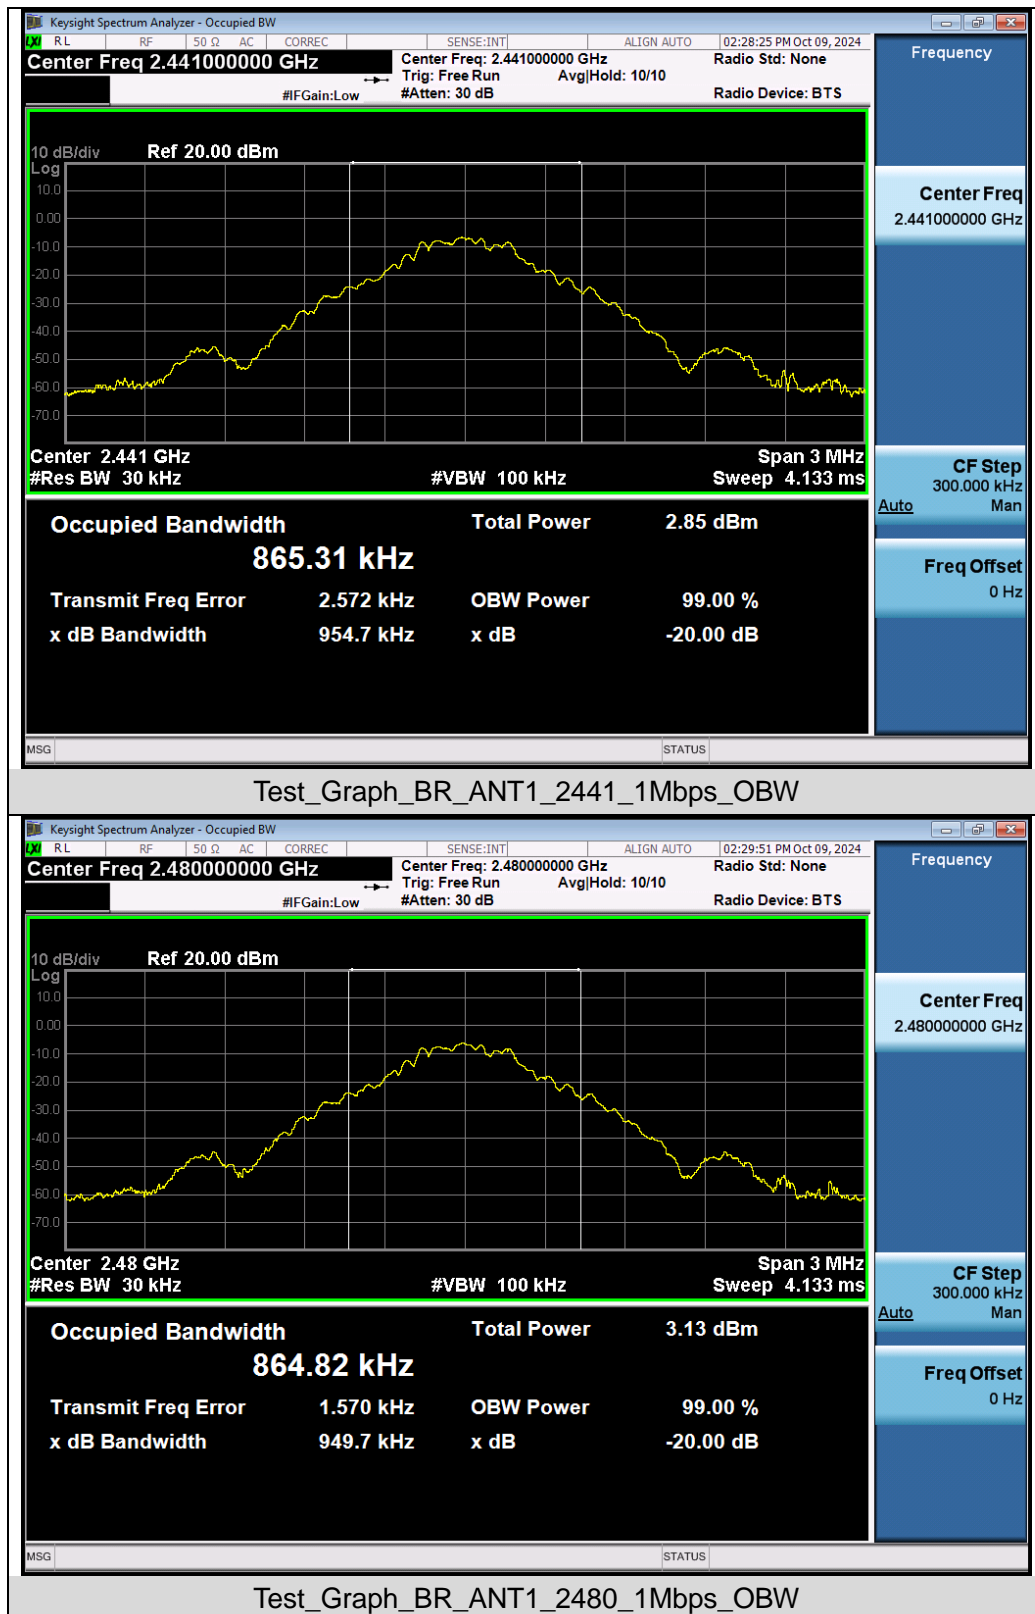 Keysight Spectrum Analyzer - Occupied BW
LXI RL RF 50 Ω AC CORREC SENSE:INT ALIGN AUTO 02:28:25 PM Oct 09, 2024
Center Freq 2.441000000 GHz
Center Freq: 2.441000000 GHz Radio Std: None
Trig: Free Run Avg|Hold: 10/10
#IFGain:Low #Atten: 30 dB Radio Device: BTS
Frequency
10 dB/div Ref 20.00 dBm
Log
10.0
0.00
-10.0
-20.0
-30.0
-40.0
-50.0
-60.0
-70.0
Center 2.441 GHz Span 3 MHz
#Res BW 30 kHz #VBW 100 kHz Sweep 4.133 ms
Center Freq
2.441000000 GHz
CF Step
300.000 kHz
Auto Man
Freq Offset
0 Hz
Occupied Bandwidth Total Power 2.85 dBm
865.31 kHz
Transmit Freq Error 2.572 kHz OBW Power 99.00 %
x dB Bandwidth 954.7 kHz x dB -20.00 dB
MSG STATUS
Test_Graph_BR_ANT1_2441_1Mbps_OBW
Keysight Spectrum Analyzer - Occupied BW
LXI RL RF 50 Ω AC CORREC SENSE:INT ALIGN AUTO 02:29:51 PM Oct 09, 2024
Center Freq 2.480000000 GHz
Center Freq: 2.480000000 GHz Radio Std: None
Trig: Free Run Avg|Hold: 10/10
#IFGain:Low #Atten: 30 dB Radio Device: BTS
Frequency
10 dB/div Ref 20.00 dBm
Log
10.0
0.00
-10.0
-20.0
-30.0
-40.0
-50.0
-60.0
-70.0
Center 2.48 GHz Span 3 MHz
#Res BW 30 kHz #VBW 100 kHz Sweep 4.133 ms
Center Freq
2.480000000 GHz
CF Step
300.000 kHz
Auto Man
Freq Offset
0 Hz
Occupied Bandwidth Total Power 3.13 dBm
864.82 kHz
Transmit Freq Error 1.570 kHz OBW Power 99.00 %
x dB Bandwidth 949.7 kHz x dB -20.00 dB
MSG STATUS
Test_Graph_BR_ANT1_2480_1Mbps_OBW